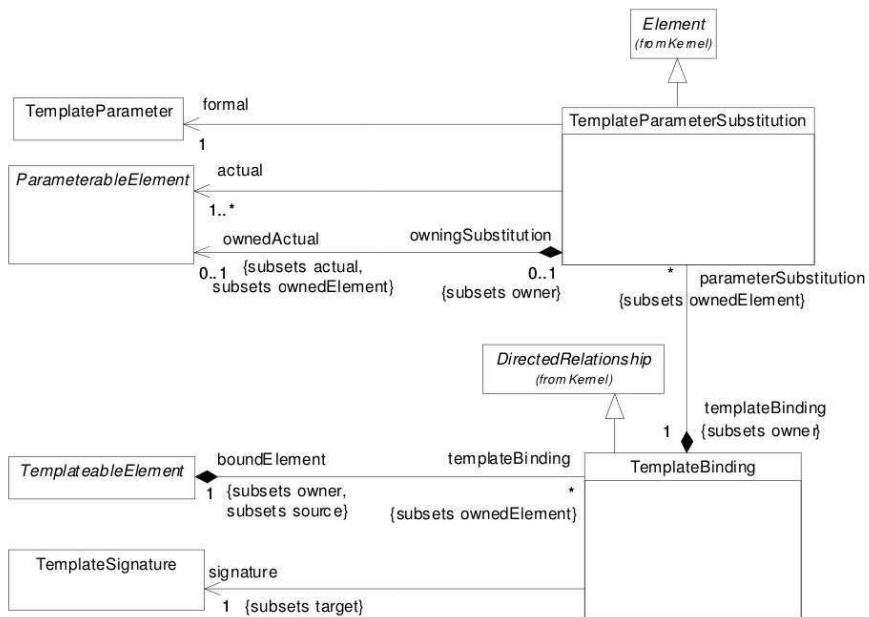 Element
(from Kernel)
TemplateParameter
formal
1
TemplateParameterSubstitution
ParameterableElement
actual
1..*
ownedActual
owningSubstitution
0..1
{subsets actual,
subsets ownedElement}
0..1
{subsets owner}
*
parameterSubstitution
{subsets ownedElement}
DirectedRelationship
(from Kernel)
templateBinding
1
{subsets owner}
TemplateableElement
boundElement
templateBinding
TemplateBinding
1
{subsets owner,
subsets source}
*
{subsets ownedElement}
TemplateSignature
signature
1
{subsets target}